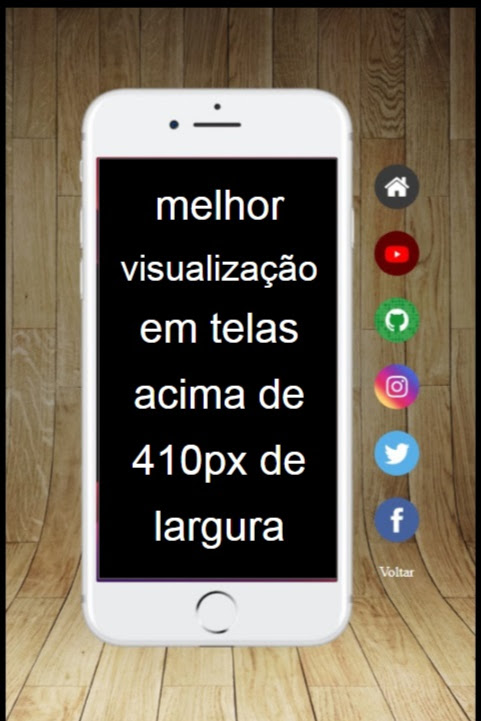 melhor
visualização
em telas
acima de
410px de
largura
Voltar